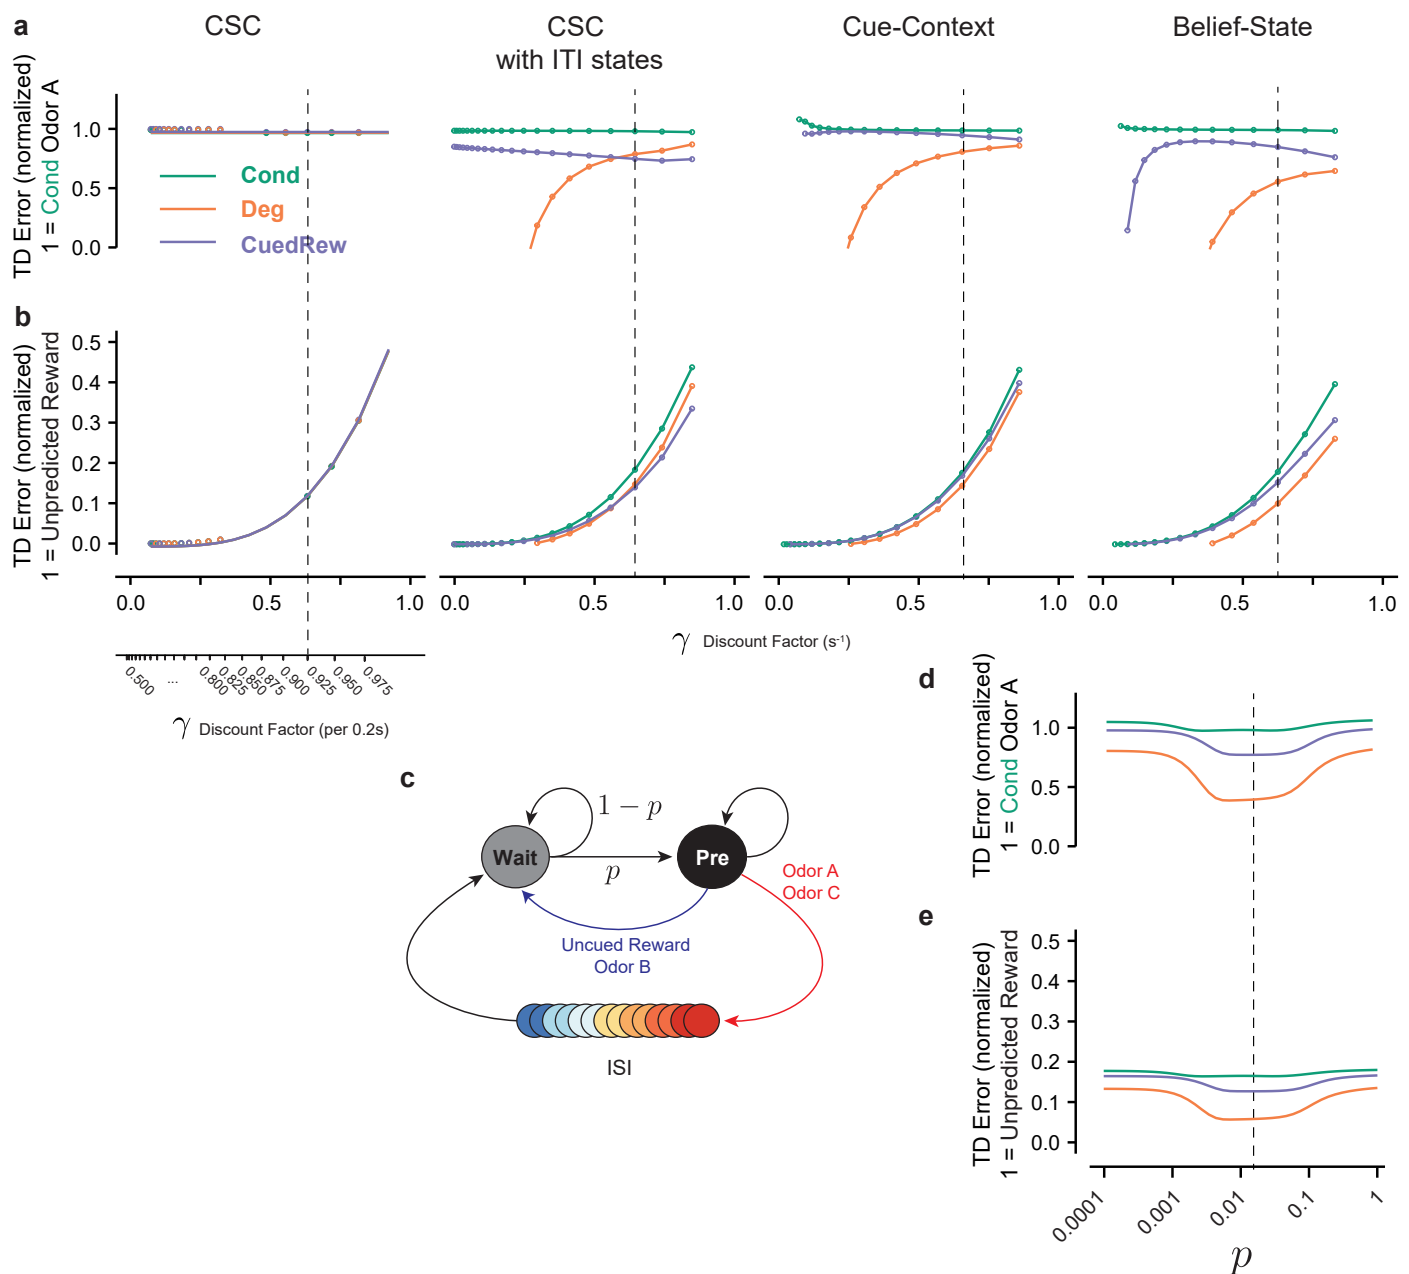 a
CSC
CSC
with ITI states
Cue-Context
Belief-State
TD Error (normalized)
1 = Cond Odor A
1.0
0.5
0.0
Cond
Deg
CuedRew
b
TD Error (normalized)
1 = Unpredicted Reward
0.5
0.4
0.3
0.2
0.1
0.0
0.0 0.5 1.0
0.0 0.5 1.0
0.0 0.5 1.0
0.0 0.5 1.0
γ Discount Factor (s⁻¹)
0.500 ... 0.800 0.825 0.850 0.875 0.900 0.925 0.950 0.975
γ Discount Factor (per 0.2s)
c
1 − p
Wait
p
Pre
Odor A
Odor C
Uncued Reward
Odor B
ISI
d
TD Error (normalized)
1 = Cond Odor A
1.0
0.5
0.0
e
TD Error (normalized)
1 = Unpredicted Reward
0.5
0.4
0.3
0.2
0.1
0.0
0.0001 0.001 0.01 0.1 1
p